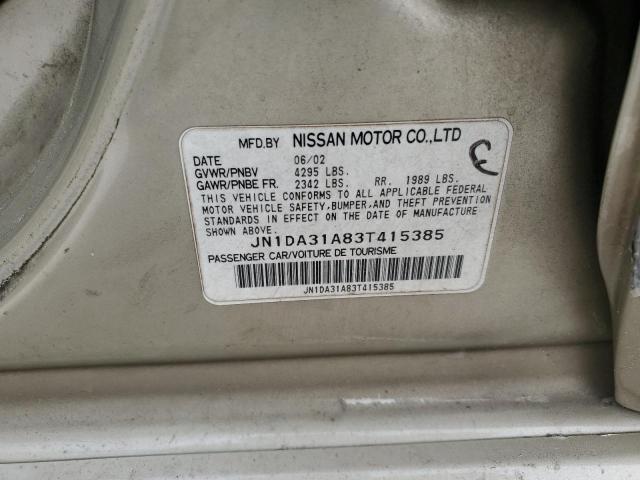 MFD.BY NISSAN MOTOR CO.,LTD
DATE 06/02
GVWR/PNBV 4295 LBS.
GAWR/PNBE FR. 2342 LBS. RR. 1989 LBS.
THIS VEHICLE CONFORMS TO ALL APPLICABLE FEDERAL
MOTOR VEHICLE SAFETY, BUMPER, AND THEFT PREVENTION
STANDARDS IN EFFECT ON THE DATE OF MANUFACTURE
SHOWN ABOVE. JN1DA31A83T415385
PASSENGER CAR/VOITURE DE TOURISME
JN1DA31A83T415385